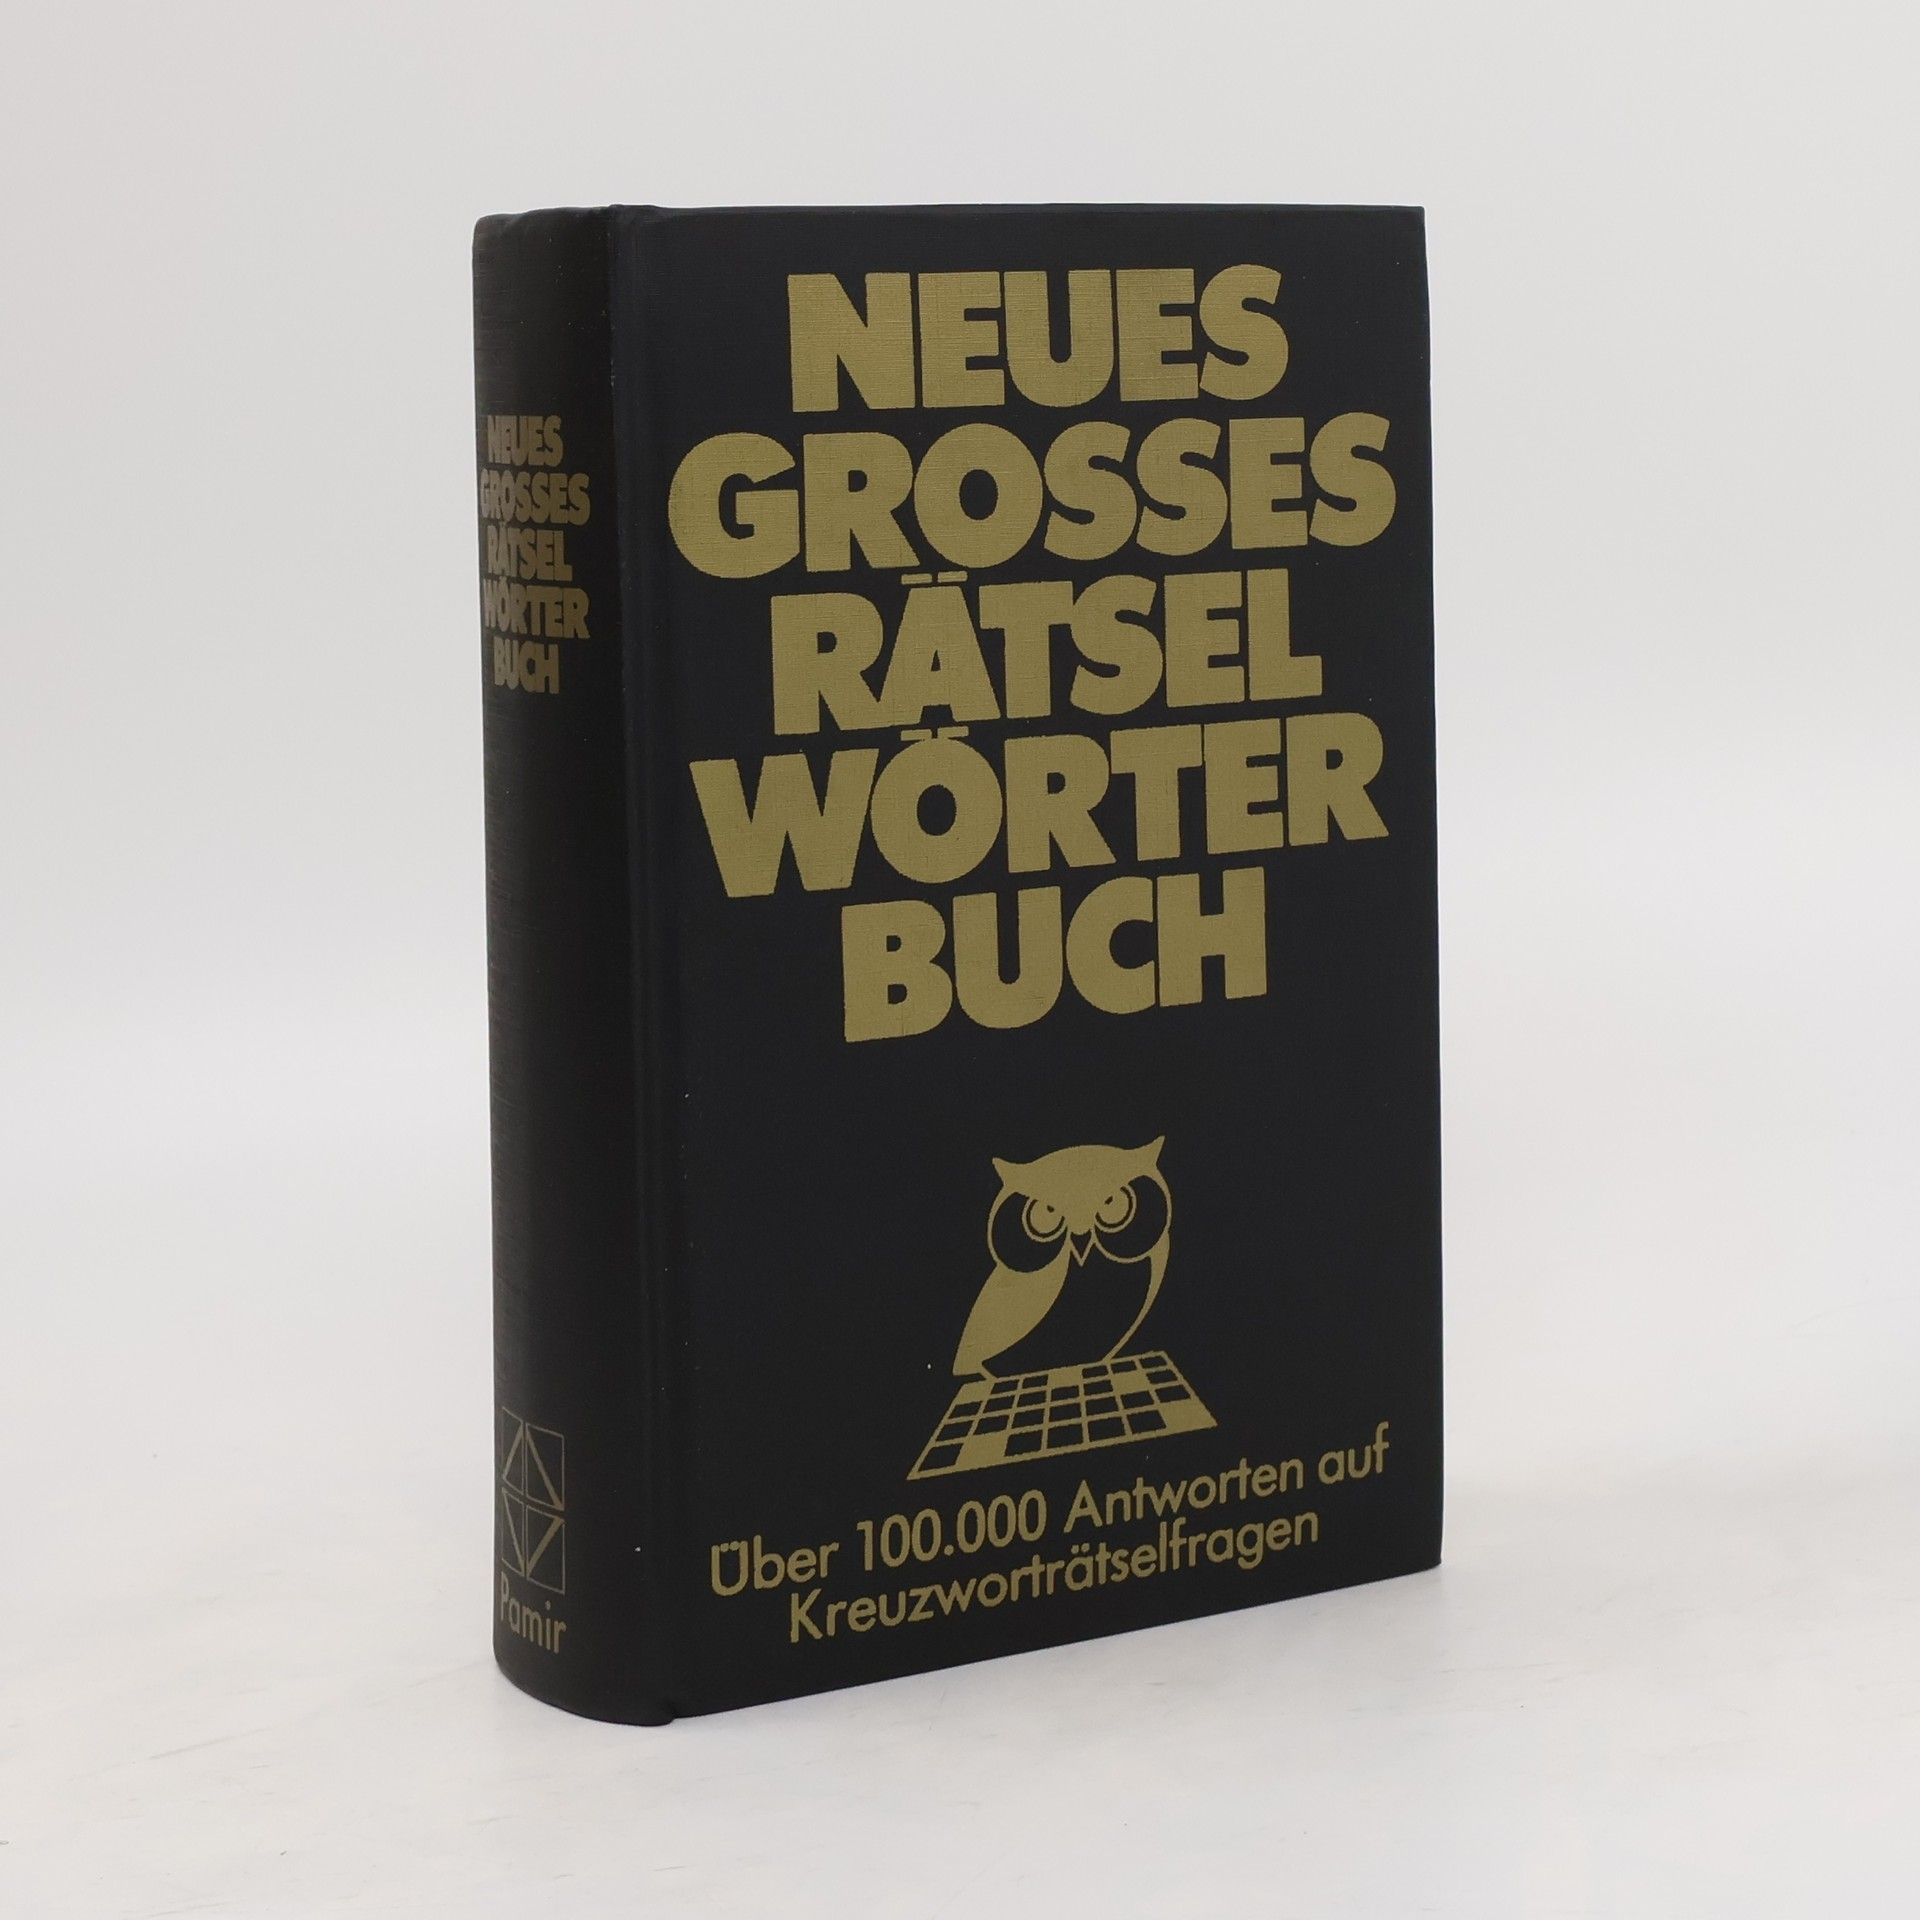 NEUES
GROSSES
RÄTSEL
WÖRTER
BUCH
Pamir
NEUES
GROSSES
RÄTSEL
WÖRTER
BUCH
Über 100.000 Antworten auf
Kreuzworträtselfragen